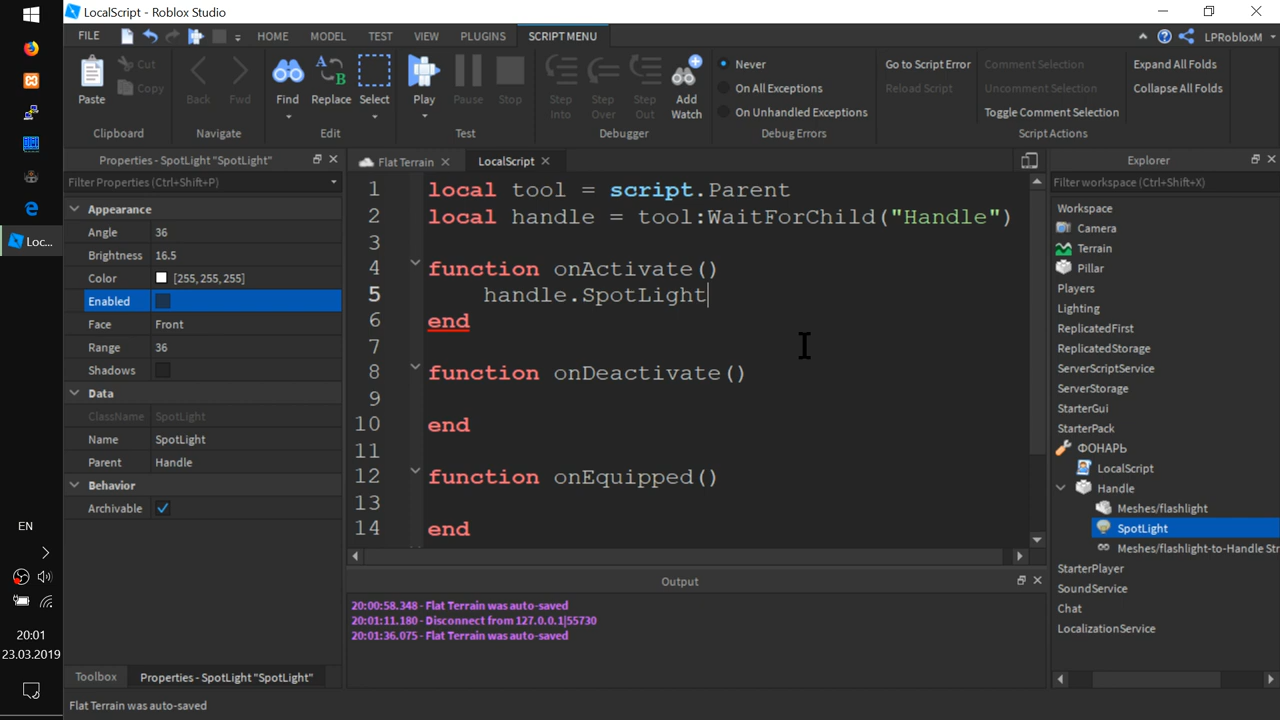 LocalScript - Roblox Studio
FILE
HOME
MODEL
TEST
VIEW
PLUGINS
SCRIPT MENU
LPRobloxM
Paste
Cut
Copy
Clipboard
Back
Fwd
Navigate
Find
Replace
Select
Edit
Play
Pause
Stop
Test
Step Into
Step Over
Step Out
Add Watch
Debugger
Never
On All Exceptions
On Unhandled Exceptions
Debug Errors
Go to Script Error
Reload Script
Comment Selection
Uncomment Selection
Toggle Comment Selection
Script Actions
Expand All Folds
Collapse All Folds
Loc...
Properties - SpotLight "SpotLight"
Filter Properties (Ctrl+Shift+P)
Appearance
Angle 36
Brightness 16.5
Color [255, 255, 255]
Enabled
Face Front
Range 36
Shadows
Data
ClassName SpotLight
Name SpotLight
Parent Handle
Behavior
Archivable
Toolbox
Properties - SpotLight "SpotLight"
Flat Terrain
LocalScript
1 local tool = script.Parent
2 local handle = tool:WaitForChild("Handle")
3
4 function onActivate()
5 handle.SpotLight
6 end
7
8 function onDeactivate()
9
10 end
11
12 function onEquipped()
13
14 end
Output
20:00:58.348 - Flat Terrain was auto-saved
20:01:11.180 - Disconnect from 127.0.0.1|55730
20:01:36.075 - Flat Terrain was auto-saved
Explorer
Filter workspace (Ctrl+Shift+X)
Workspace
Camera
Terrain
Pillar
Players
Lighting
ReplicatedFirst
ReplicatedStorage
ServerScriptService
ServerStorage
StarterGui
StarterPack
ФОНАРЬ
LocalScript
Handle
Meshes/flashlight
SpotLight
Meshes/flashlight-to-Handle Str
StarterPlayer
SoundService
Chat
LocalizationService
EN
20:01
23.03.2019
Flat Terrain was auto-saved